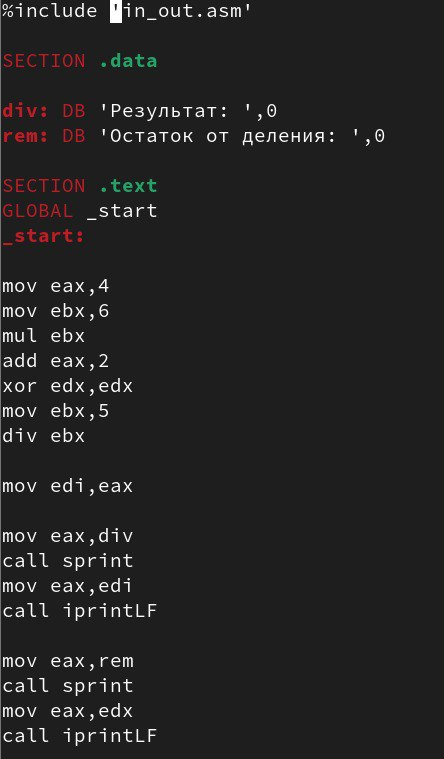 %include 'in_out.asm'
SECTION .data
div: DB 'Результат: ',0
rem: DB 'Остаток от деления: ',0
SECTION .text
GLOBAL _start
_start:
mov eax,4
mov ebx,6
mul ebx
add eax,2
xor edx,edx
mov ebx,5
div ebx
mov edi,eax
mov eax,div
call sprint
mov eax,edi
call iprintLF
mov eax,rem
call sprint
mov eax,edx
call iprintLF